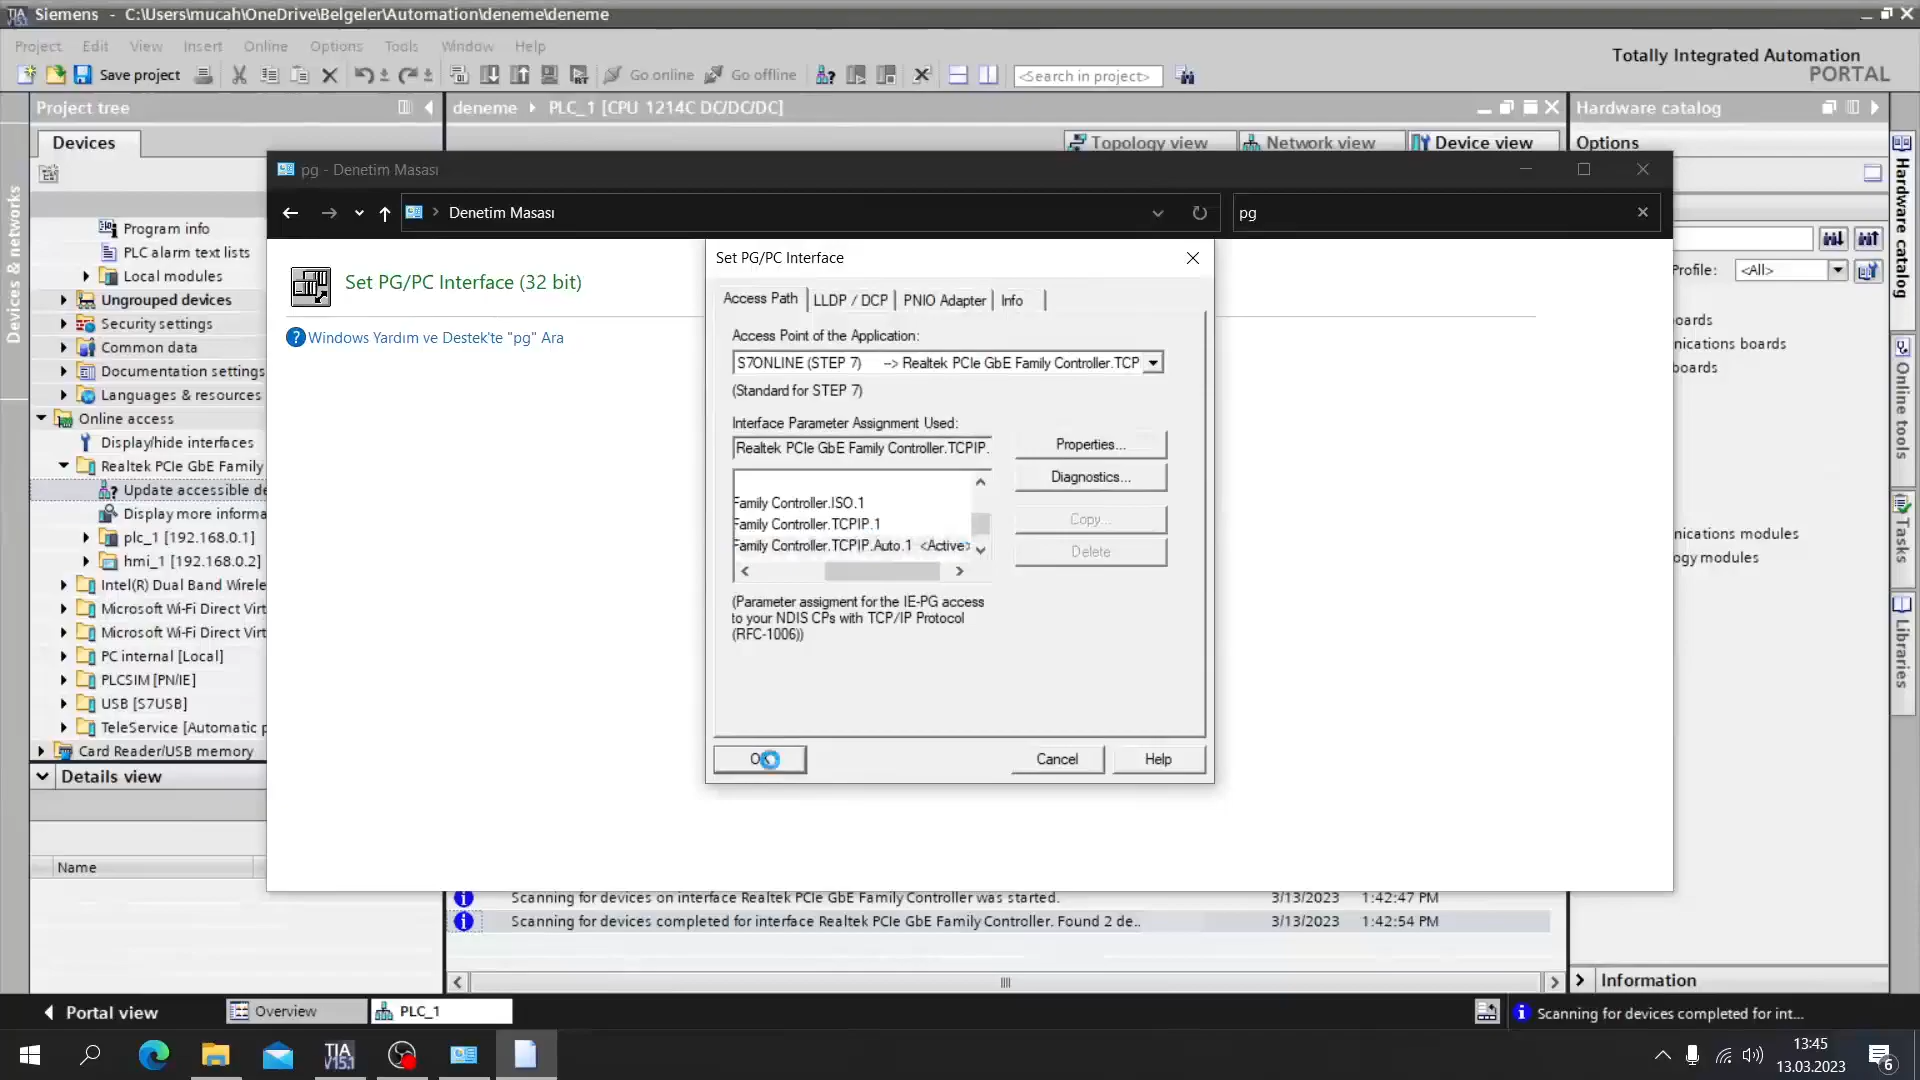 Siemens - C:\Users\mucah\OneDrive\Belgeler\Automation\deneme\deneme
Project Edit View Insert Online Options Tools Window Help
Totally Integrated Automation
PORTAL
Save project
Go online
Go offline
<Search in project>
Project tree
deneme
PLC_1 [CPU 1214C DC/DC/DC]
Hardware catalog
Devices
Topology view
Network view
Device view
Options
pg - Denetim Masası
Denetim Masası
pg
Devices & networks
Program info
PLC alarm text lists
Local modules
Ungrouped devices
Security settings
Common data
Documentation settings
Languages & resources
Online access
Display/hide interfaces
Realtek PCIe GbE Family
Update accessible de
Display more informa
plc_1 [192.168.0.1]
hmi_1 [192.168.0.2]
Intel(R) Dual Band Wirele
Microsoft Wi-Fi Direct Virt
Microsoft Wi-Fi Direct Virt
PC internal [Local]
PLCSIM [PN/IE]
USB [S7USB]
TeleService [Automatic p
Card Reader/USB memory
Details view
Name
Set PG/PC Interface (32 bit)
Windows Yardım ve Destek'te "pg" Ara
Set PG/PC Interface
Access Path
LLDP / DCP
PNIO Adapter
Info
Access Point of the Application:
S7ONLINE (STEP 7) --> Realtek PCIe GbE Family Controller.TCP
(Standard for STEP 7)
Interface Parameter Assignment Used:
Realtek PCIe GbE Family Controller.TCPIP.
Properties...
Diagnostics...
Family Controller.ISO.1
Family Controller.TCPIP.1
Family Controller.TCPIP.Auto.1 <Active>
Copy...
Delete
(Parameter assigment for the IE-PG access
to your NDIS CPs with TCP/IP Protocol
(RFC-1006))
Cancel
Help
Profile:
<All>
oards
nications boards
oards
nications modules
ogy modules
Hardware catalog
Online tools
Tasks
Libraries
Scanning for devices on interface Realtek PCIe GbE Family Controller was started. 3/13/2023 1:42:47 PM
Scanning for devices completed for interface Realtek PCIe GbE Family Controller. Found 2 de.. 3/13/2023 1:42:54 PM
Information
Portal view
Overview
PLC_1
Scanning for devices completed for int...
TIA
V15.1
13:45
13.03.2023
6